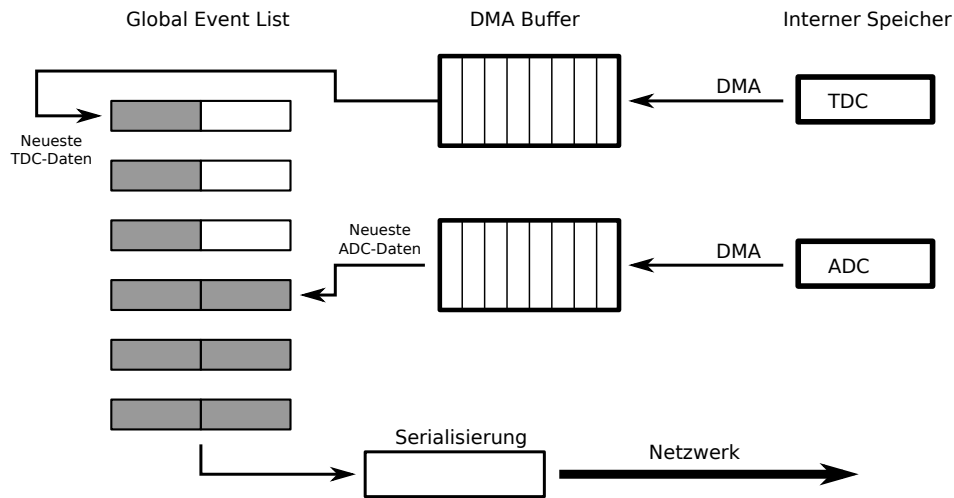 Global Event List
DMA Buffer
Interner Speicher
DMA
TDC
Neueste
TDC-Daten
Neueste
ADC-Daten
DMA
ADC
Serialisierung
Netzwerk